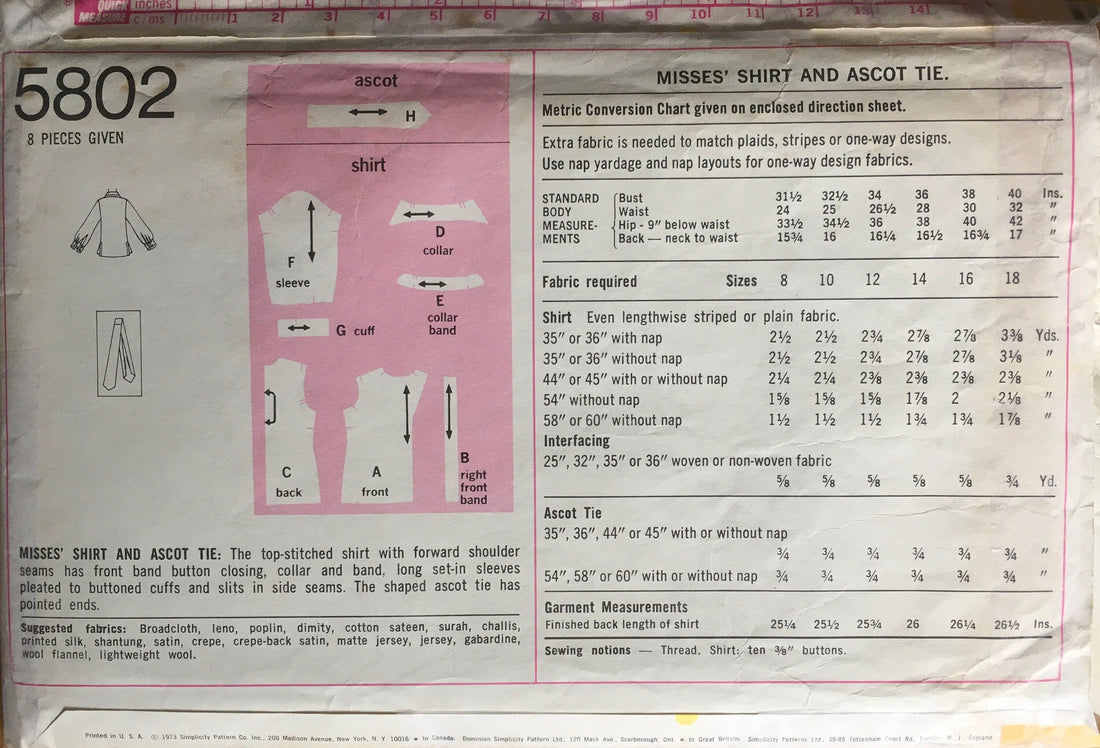 QUICK MEASURE inches
c/ms
1 2 3 4 5 6 7 8 9 10 11 12 13 14
5802
8 PIECES GIVEN
ascot
H
shirt
F
sleeve
D
collar
E
collar
band
G cuff
C
back
A
front
B
right
front
band
MISSES' SHIRT AND ASCOT TIE: The top-stitched shirt with forward shoulder
seams has front band button closing, collar and band, long set-in sleeves
pleated to buttoned cuffs and slits in side seams. The shaped ascot tie has
pointed ends.
Suggested fabrics: Broadcloth, leno, poplin, dimity, cotton sateen, surah, challis,
printed silk, shantung, satin, crepe, crepe-back satin, matte jersey, jersey, gabardine,
wool flannel, lightweight wool.
MISSES' SHIRT AND ASCOT TIE.
Metric Conversion Chart given on enclosed direction sheet.
Extra fabric is needed to match plaids, stripes or one-way designs.
Use nap yardage and nap layouts for one-way design fabrics.
STANDARD Bust 31½ 32½ 34 36 38 40 Ins.
BODY Waist 24 25 26½ 28 30 32 "
MEASURE- Hip - 9" below waist 33½ 34½ 36 38 40 42 "
MENTS Back — neck to waist 15¾ 16 16¼ 16½ 16¾ 17 "
Fabric required Sizes 8 10 12 14 16 18
Shirt Even lengthwise striped or plain fabric.
35" or 36" with nap 2½ 2½ 2¾ 2⅞ 2⅞ 3⅜ Yds.
35" or 36" without nap 2½ 2½ 2¾ 2⅞ 2⅞ 3⅛ "
44" or 45" with or without nap 2¼ 2¼ 2⅜ 2⅜ 2⅜ 2⅜ "
54" without nap 1⅝ 1⅝ 1⅝ 1⅞ 2 2⅛ "
58" or 60" without nap 1½ 1½ 1½ 1¾ 1¾ 1⅞ "
Interfacing
25", 32", 35" or 36" woven or non-woven fabric
⅝ ⅝ ⅝ ⅝ ⅝ ¾ Yd.
Ascot Tie
35", 36", 44" or 45" with or without nap
¾ ¾ ¾ ¾ ¾ ¾ "
54", 58" or 60" with or without nap ¾ ¾ ¾ ¾ ¾ ¾ "
Garment Measurements
Finished back length of shirt 25¼ 25½ 25¾ 26 26¼ 26½ Ins.
Sewing notions — Thread. Shirt: ten ⅜" buttons.
Printed in U. S. A. © 1973 Simplicity Pattern Co. Inc., 200 Madison Avenue, New York, N. Y. 10016 • In Canada: Dominion Simplicity Pattern Ltd., 120 Mack Ave., Scarborough, Ont. • In Great Britain: Simplicity Patterns Ltd., 39-45 Tottenham Court Rd., London, W. 1, England.